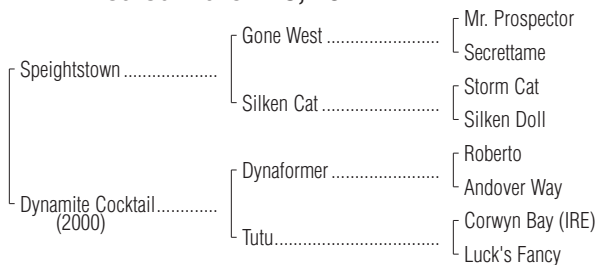 Mr. Prospector
Gone West
Secrettame
Speightstown
Storm Cat
Silken Cat
Silken Doll
Roberto
Dynaformer
Andover Way
Dynamite Cocktail
(2000)
Corwyn Bay (IRE)
Tutu
Luck's Fancy